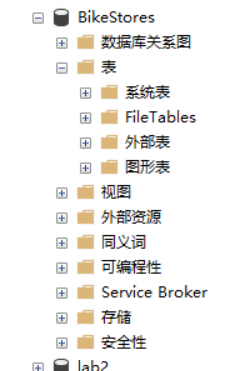 BikeStores
数据库关系图
表
系统表
FileTables
外部表
图形表
视图
外部资源
同义词
可编程性
Service Broker
存储
安全性
lab2